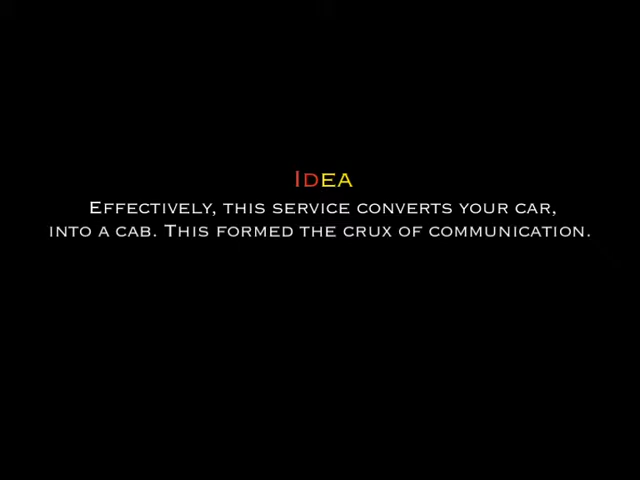 Idea
Effectively, this service converts your car,
into a cab. This formed the crux of communication.